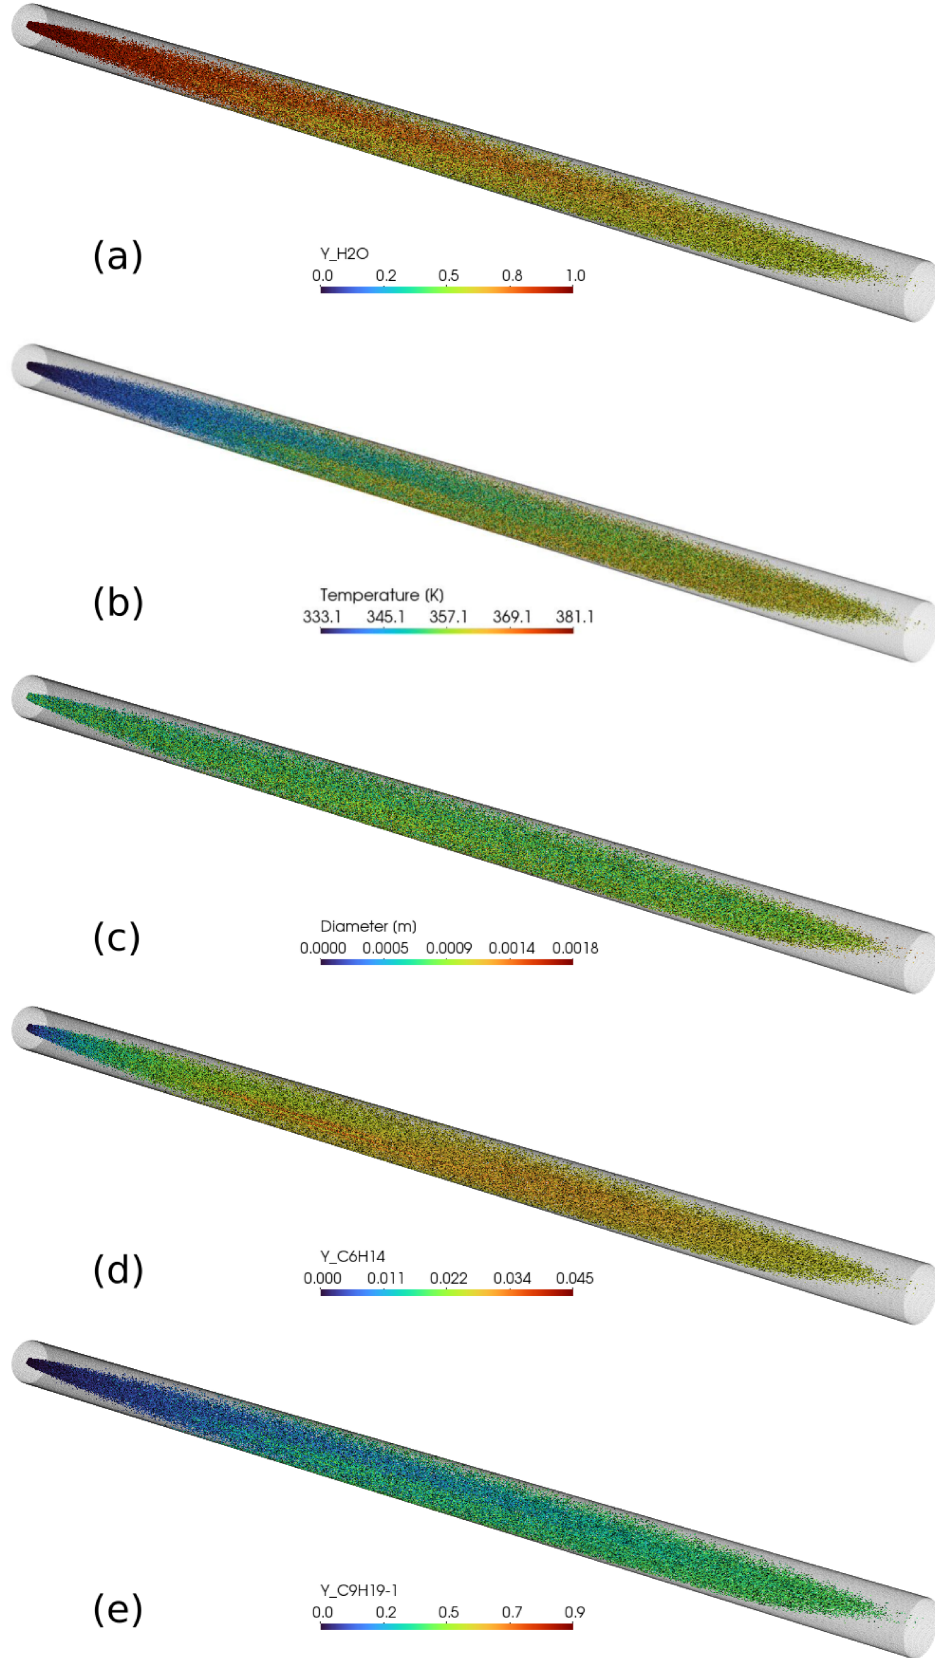 (a)
Y_H2O
0.0 0.2 0.5 0.8 1.0
(b)
Temperature (K)
333.1 345.1 357.1 369.1 381.1
(c)
Diameter (m)
0.0000 0.0005 0.0009 0.0014 0.0018
(d)
Y_C6H14
0.000 0.011 0.022 0.034 0.045
(e)
Y_C9H19-1
0.0 0.2 0.5 0.7 0.9